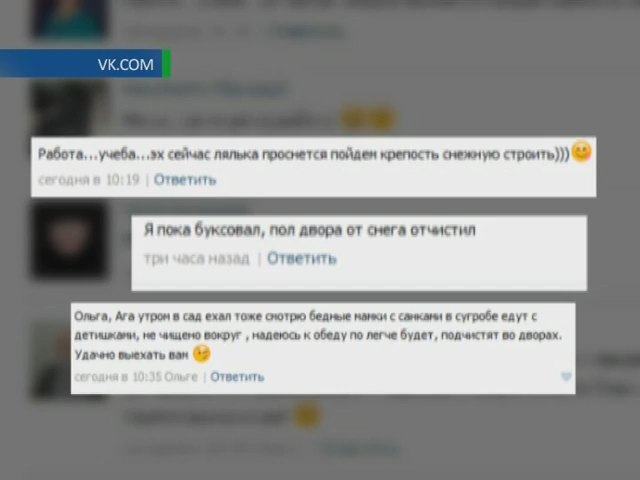 VK.COM
Работа...учеба...эх сейчас лялька проснется пойдем крепость снежную строить)))
сегодня в 10:19 | Ответить
Я пока буксовал, пол двора от снега отчистил
три часа назад | Ответить
Ольга, Ага утром в сад ехал тоже смотрю бедные мамки с санками в сугробе едут с
детишками, не чищено вокруг , надеюсь к обеду по легче будет, подчистят во дворах.
Удачно выехать вам
сегодня в 10:35 Ольге | Ответить